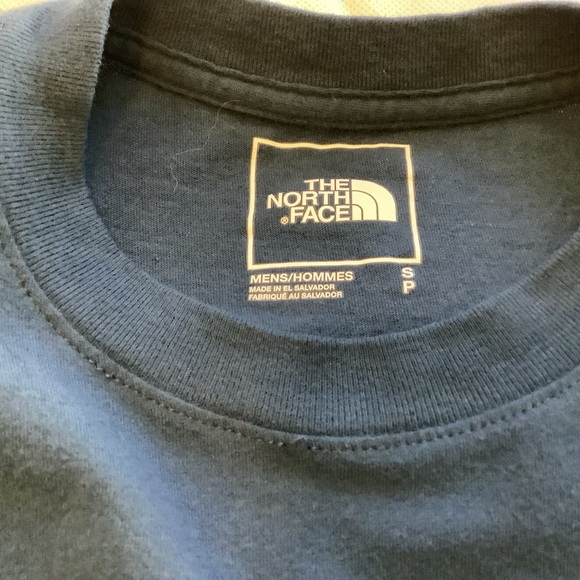 THE
NORTH
® FACE
MENS/HOMMES
MADE IN EL SALVADOR
FABRIQUÉ AU SALVADOR
S
P